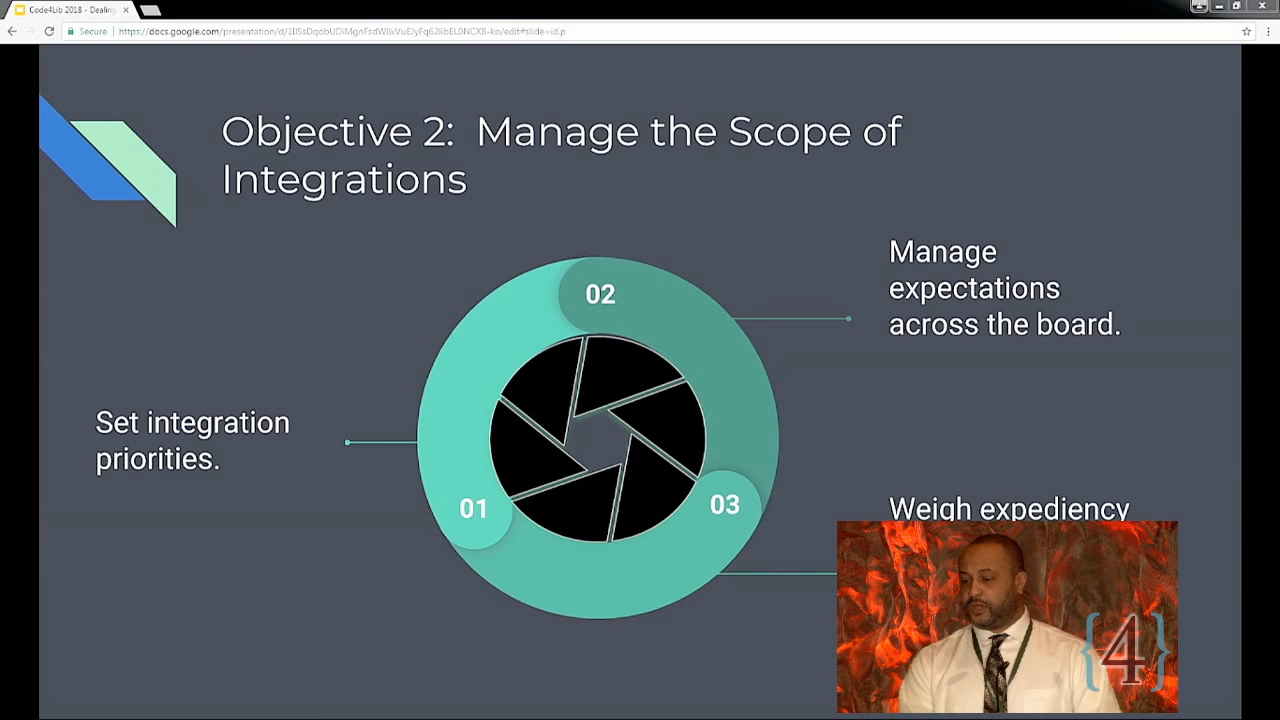 Code4Lib 2018 - Dealing
Secure
Objective 2: Manage the Scope of
Integrations
02
Manage
expectations
across the board.
Set integration
priorities.
01
03
Weigh expediency
{4}